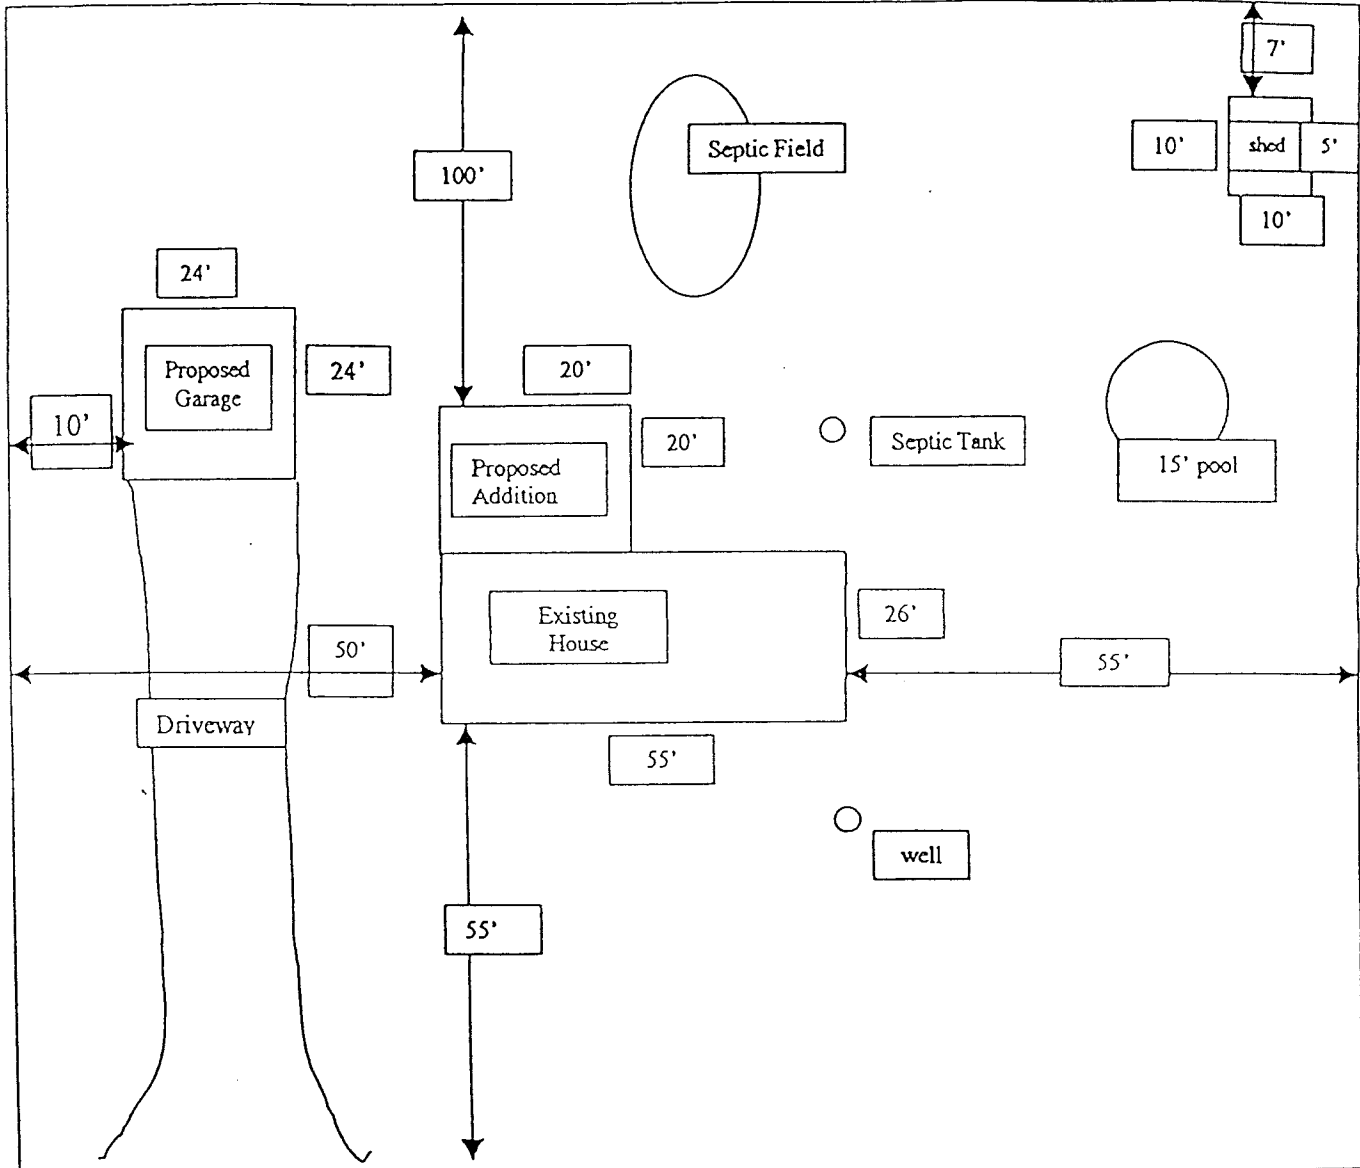 7'
Septic Field
10'
shed
5'
100'
10'
24'
Proposed
Garage
24'
20'
10'
20'
Septic Tank
Proposed
Addition
15' pool
Existing
House
26'
50'
55'
Driveway
55'
well
55'